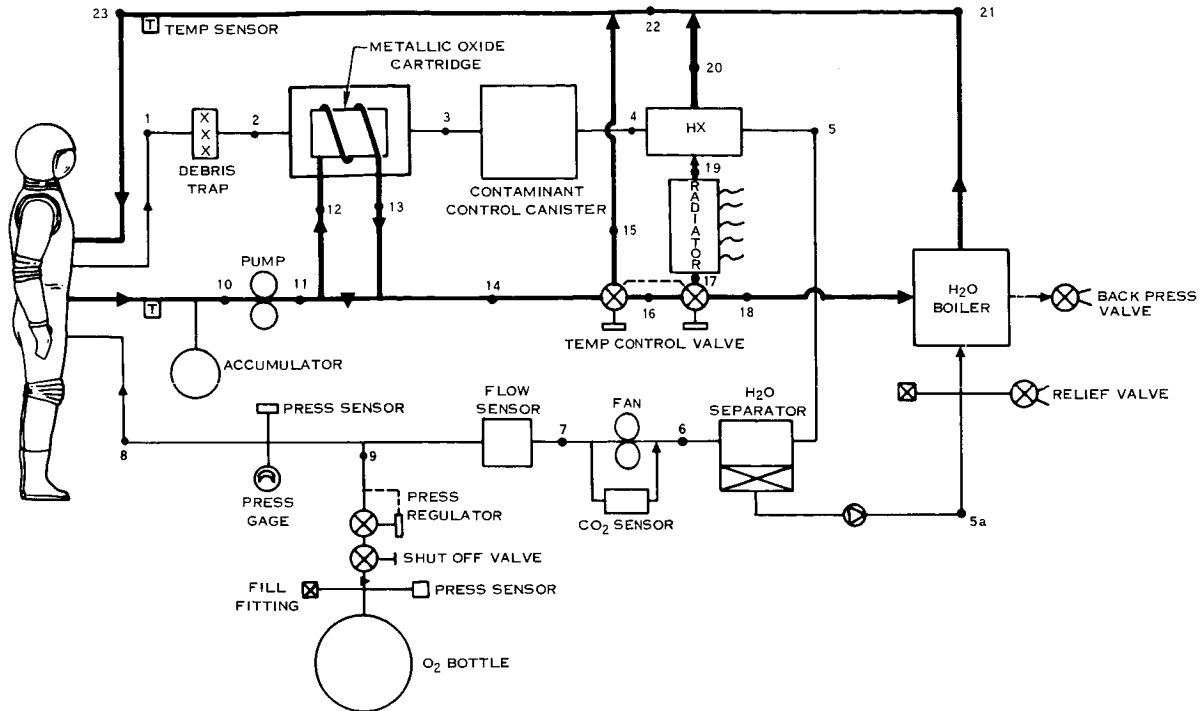 23
T
TEMP SENSOR
22
21
METALLIC OXIDE
CARTRIDGE
20
1
X
X
X
2
3
4
HX
5
DEBRIS
TRAP
CONTAMINANT
CONTROL CANISTER
19
RADIATOR
12
13
15
17
PUMP
T
10
11
14
16
18
H2O
BOILER
BACK PRESS
VALVE
TEMP CONTROL VALVE
ACCUMULATOR
RELIEF VALVE
PRESS SENSOR
FLOW
SENSOR
FAN
H2O
SEPARATOR
8
9
7
6
PRESS
GAGE
PRESS
REGULATOR
CO2 SENSOR
5a
SHUT OFF VALVE
FILL
FITTING
PRESS SENSOR
O2 BOTTLE